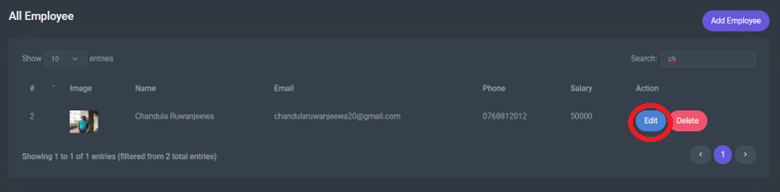 All Employee
Add Employee
Show 10 entries
Search: ch
# Image Name Email Phone Salary Action
2 Chandula Ruwanjeewa chandularuwanjeewa20@gmail.com 0768812012 50000 Edit Delete
Showing 1 to 1 of 1 entries (filtered from 2 total entries)
1